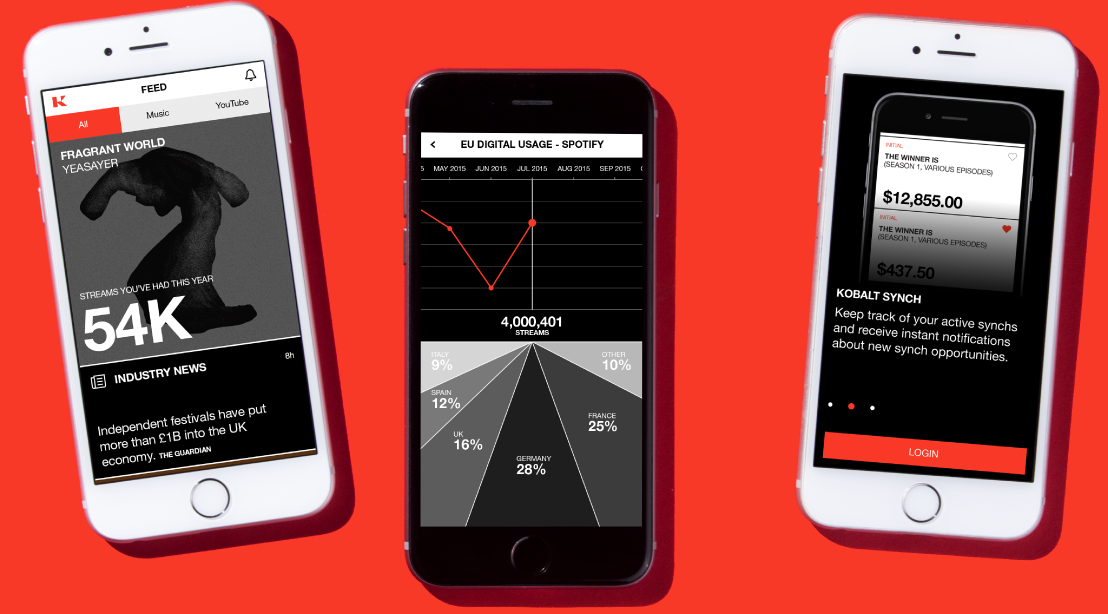 K
FEED
All
Music
YouTube
FRAGRANT WORLD
YEASAYER
STREAMS YOU'VE HAD THIS YEAR
54K
8h
INDUSTRY NEWS
Independent festivals have put
more than £1B into the UK
economy. THE GUARDIAN
EU DIGITAL USAGE - SPOTIFY
5 MAY 2015 JUN 2015 JUL 2015 AUG 2015 SEP 2015
4,000,401
STREAMS
ITALY
9%
SPAIN
12%
UK
16%
GERMANY
28%
FRANCE
25%
OTHER
10%
INITIAL
THE WINNER IS
(SEASON 1, VARIOUS EPISODES)
$12,855.00
INITIAL
THE WINNER IS
(SEASON 1, VARIOUS EPISODES)
$437.50
KOBALT SYNCH
Keep track of your active synchs
and receive instant notifications
about new synch opportunities.
LOGIN